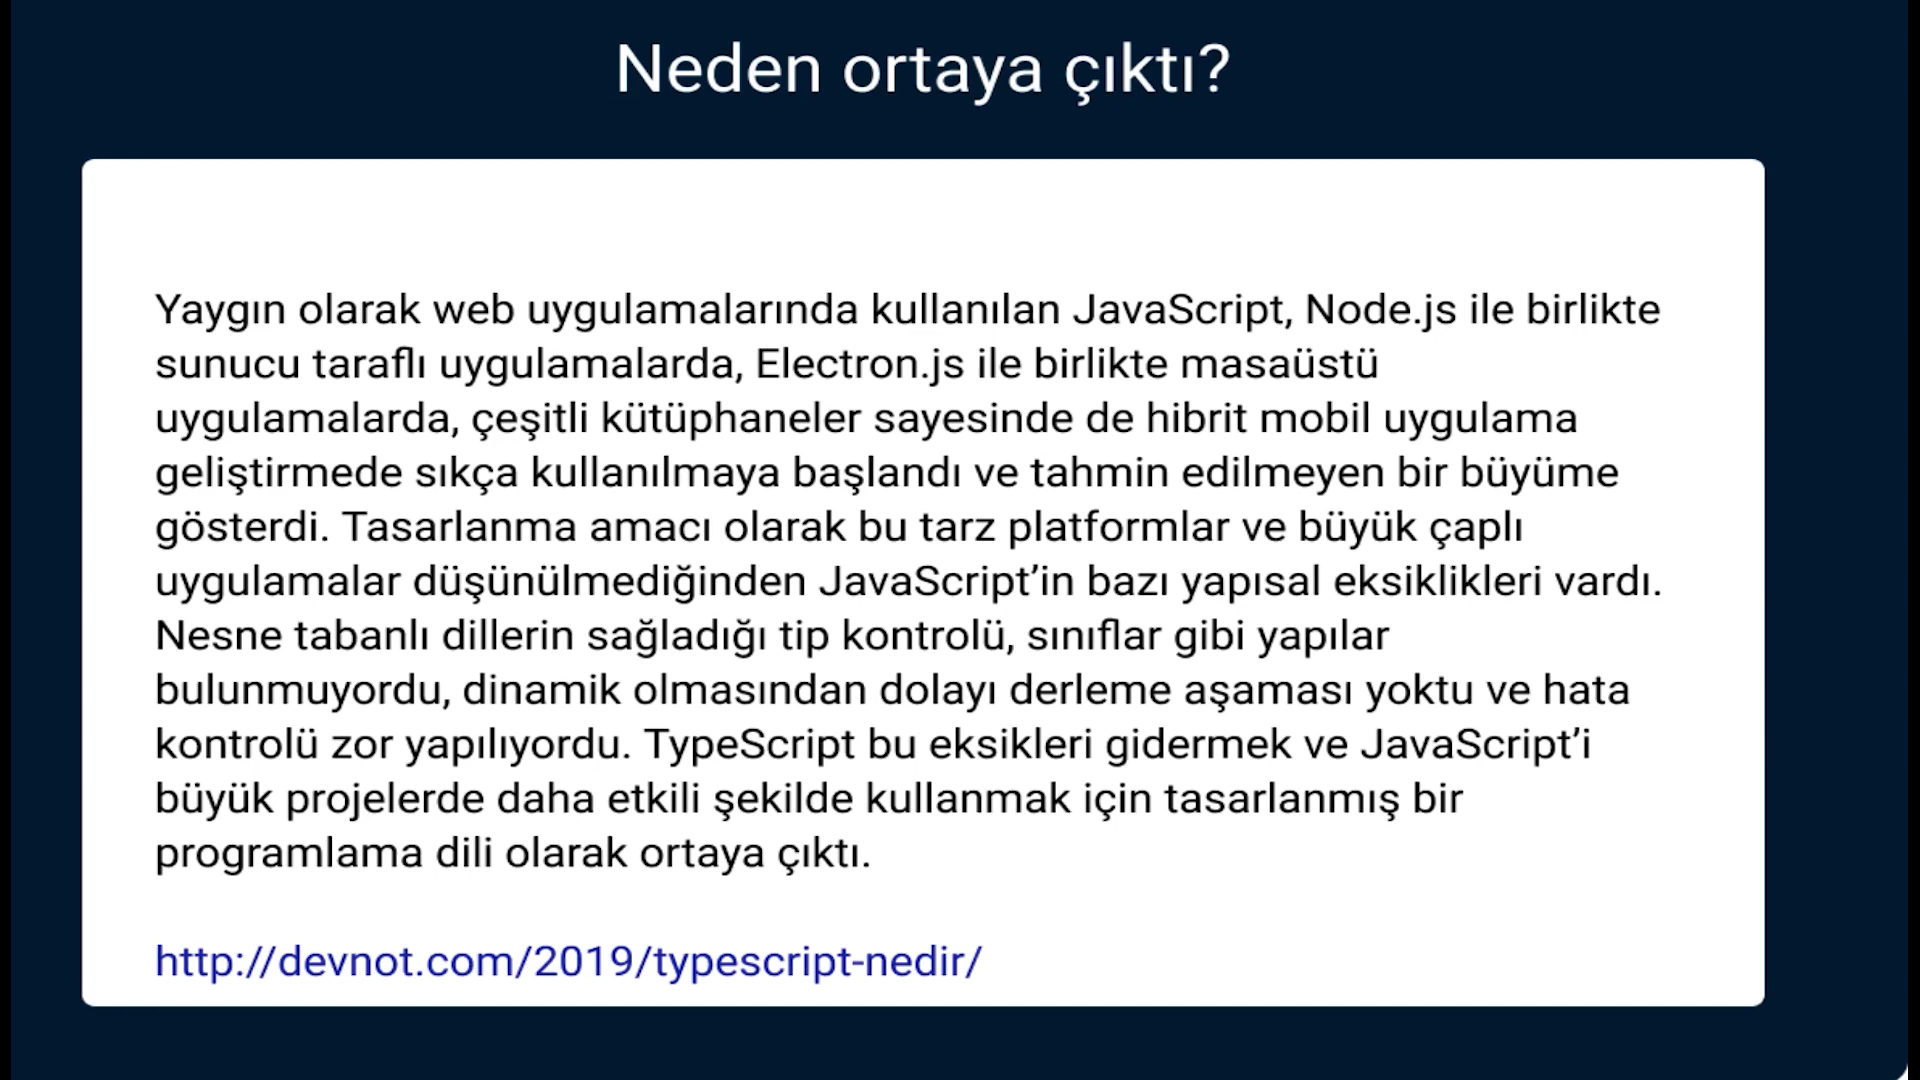 Neden ortaya çıktı?
Yaygın olarak web uygulamalarında kullanılan JavaScript, Node.js ile birlikte
sunucu taraflı uygulamalarda, Electron.js ile birlikte masaüstü
uygulamalarda, çeşitli kütüphaneler sayesinde de hibrit mobil uygulama
geliştirmede sıkça kullanılmaya başlandı ve tahmin edilmeyen bir büyüme
gösterdi. Tasarlanma amacı olarak bu tarz platformlar ve büyük çaplı
uygulamalar düşünülmediğinden JavaScript’in bazı yapısal eksiklikleri vardı.
Nesne tabanlı dillerin sağladığı tip kontrolü, sınıflar gibi yapılar
bulunmuyordu, dinamik olmasından dolayı derleme aşaması yoktu ve hata
kontrolü zor yapılıyordu. TypeScript bu eksikleri gidermek ve JavaScript’i
büyük projelerde daha etkili şekilde kullanmak için tasarlanmış bir
programlama dili olarak ortaya çıktı.
http://devnot.com/2019/typescript-nedir/